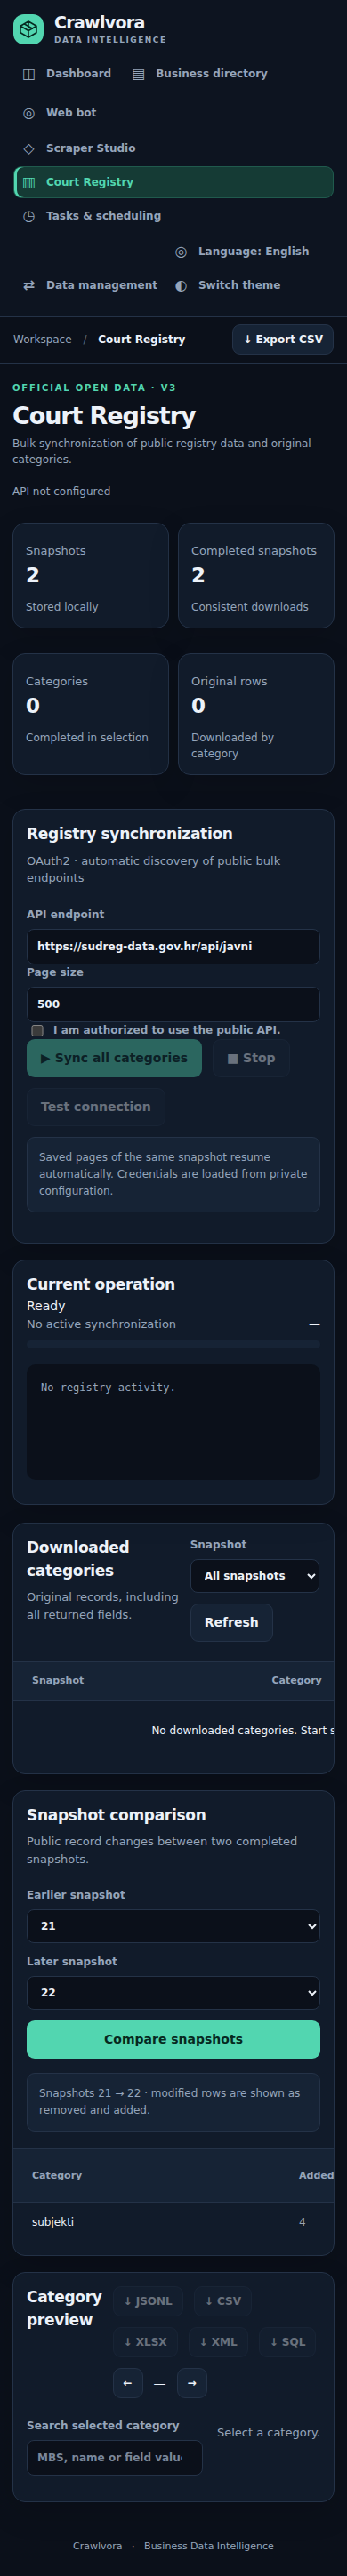 Crawlvora
DATA INTELLIGENCE
Dashboard
Business directory
Web bot
Scraper Studio
Court Registry
Tasks & scheduling
Language: English
Data management
Switch theme
Workspace / Court Registry
↓ Export CSV
OFFICIAL OPEN DATA · V3
Court Registry
Bulk synchronization of public registry data and original
categories.
API not configured
Snapshots
2
Stored locally
Completed snapshots
2
Consistent downloads
Categories
0
Completed in selection
Original rows
0
Downloaded by
category
Registry synchronization
OAuth2 · automatic discovery of public bulk
endpoints
API endpoint
https://sudreg-data.gov.hr/api/javni
Page size
500
I am authorized to use the public API.
▶ Sync all categories
■ Stop
Test connection
Saved pages of the same snapshot resume
automatically. Credentials are loaded from private
configuration.
Current operation
Ready
No active synchronization —
No registry activity.
Downloaded
categories
Original records, including
all returned fields.
Snapshot
All snapshots
Refresh
Snapshot Category
No downloaded categories. Start s
Snapshot comparison
Public record changes between two completed
snapshots.
Earlier snapshot
21
Later snapshot
22
Compare snapshots
Snapshots 21 → 22 · modified rows are shown as
removed and added.
Category Added
subjekti 4
Category
preview
↓ JSONL ↓ CSV
↓ XLSX ↓ XML ↓ SQL
← — →
Search selected category
MBS, name or field valu
Select a category.
Crawlvora · Business Data Intelligence